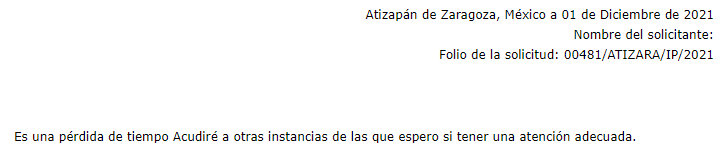 Atizapán de Zaragoza, México a 01 de Diciembre de 2021
Nombre del solicitante:
Folio de la solicitud: 00481/ATIZARA/IP/2021
Es una pérdida de tiempo Acudiré a otras instancias de las que espero si tener una atención adecuada.